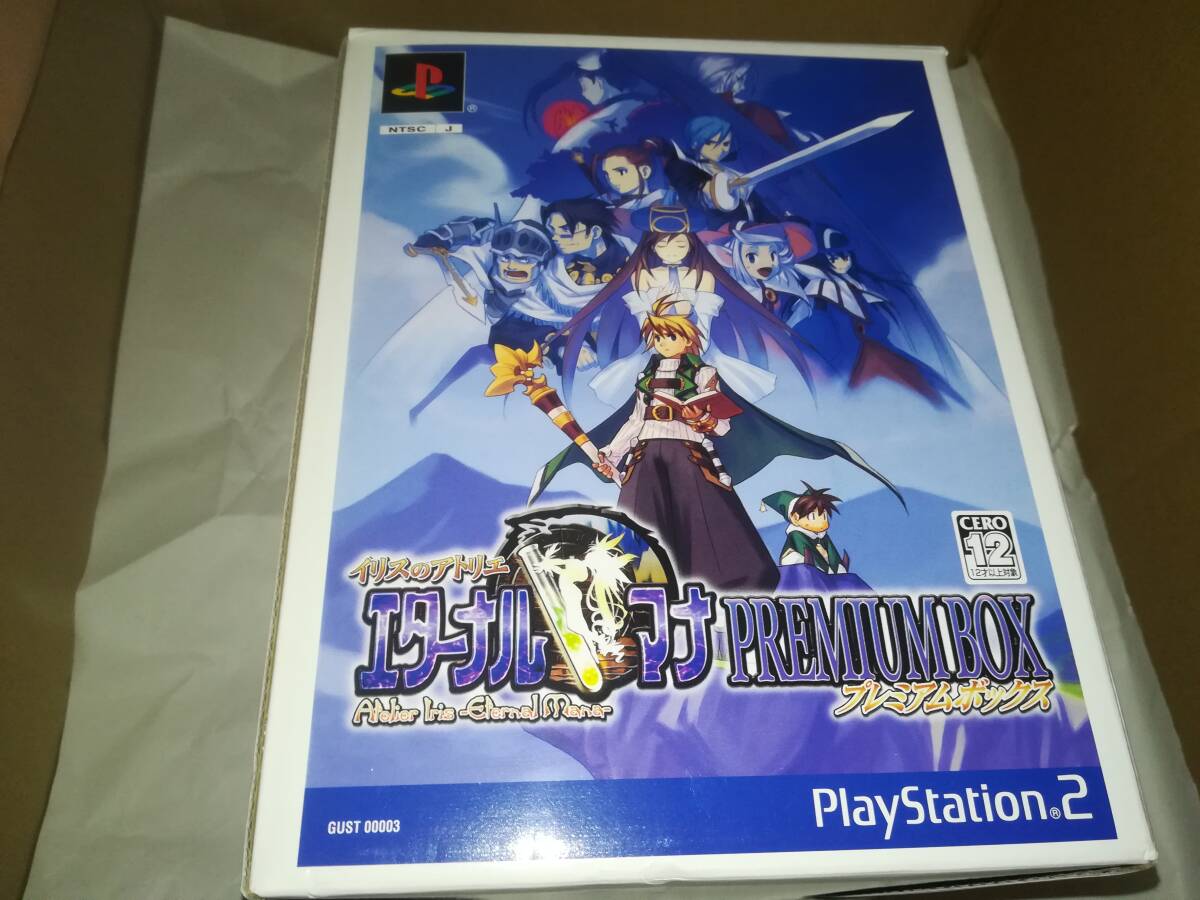 NTSC J
CERO
12
12才以上対象
イリスのアトリエ
エターナル マナ PREMIUM BOX
Atelier Iris -Eternal Mana-
プレミアム・ボックス
PlayStation®2
GUST 00003